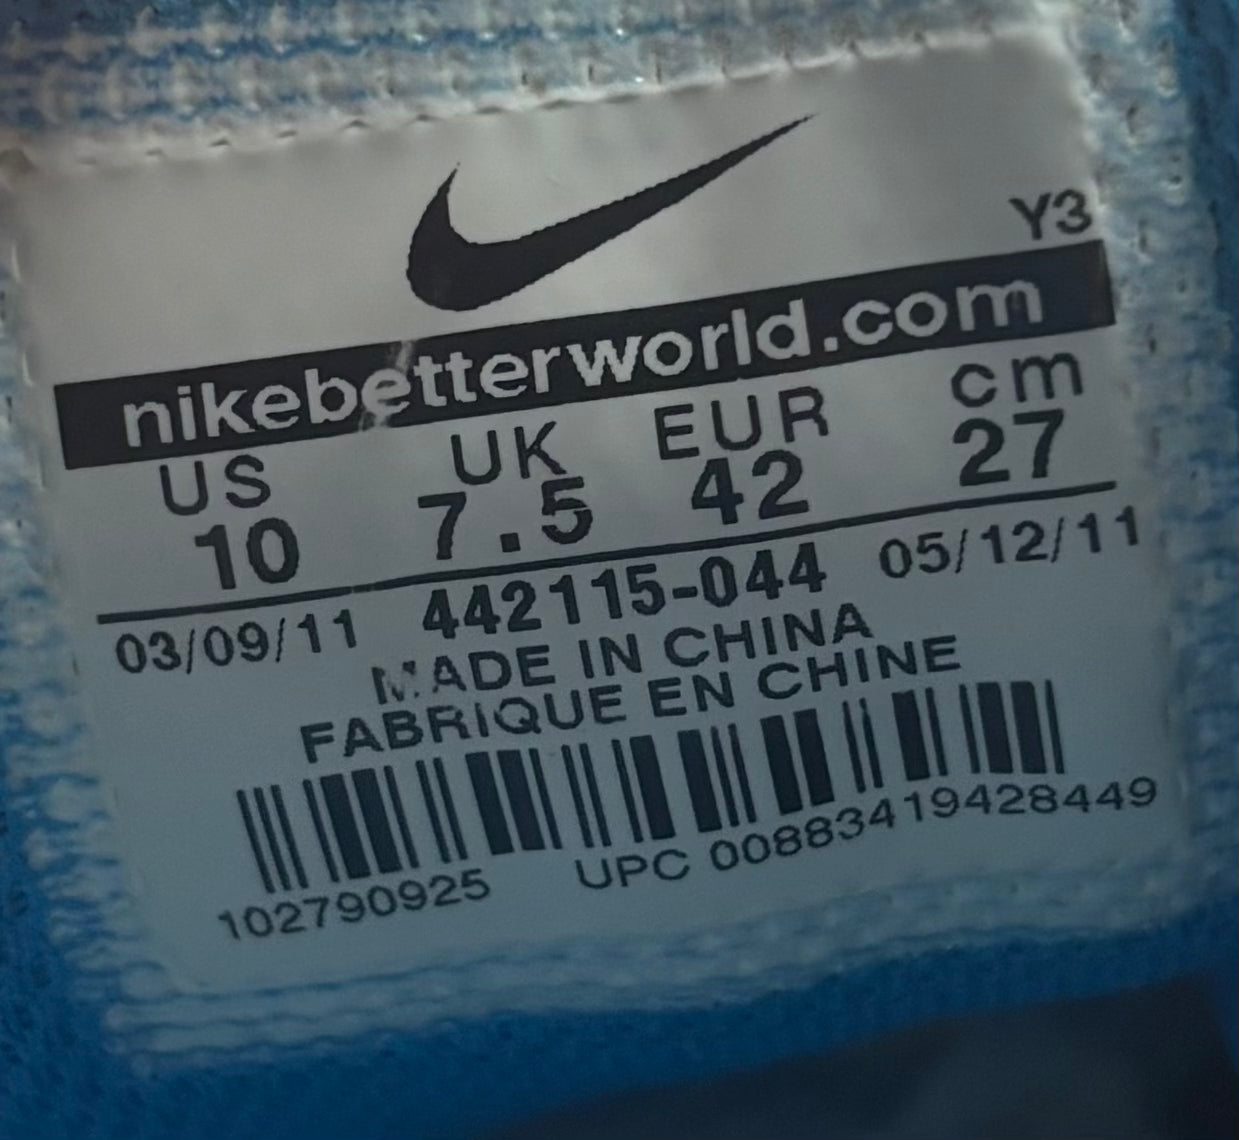 Y3
nikebetterworld.com
US UK EUR cm
10 7.5 42 27
03/09/11 442115-044 05/12/11
MADE IN CHINA
FABRIQUE EN CHINE
102790925 UPC 00883419428449